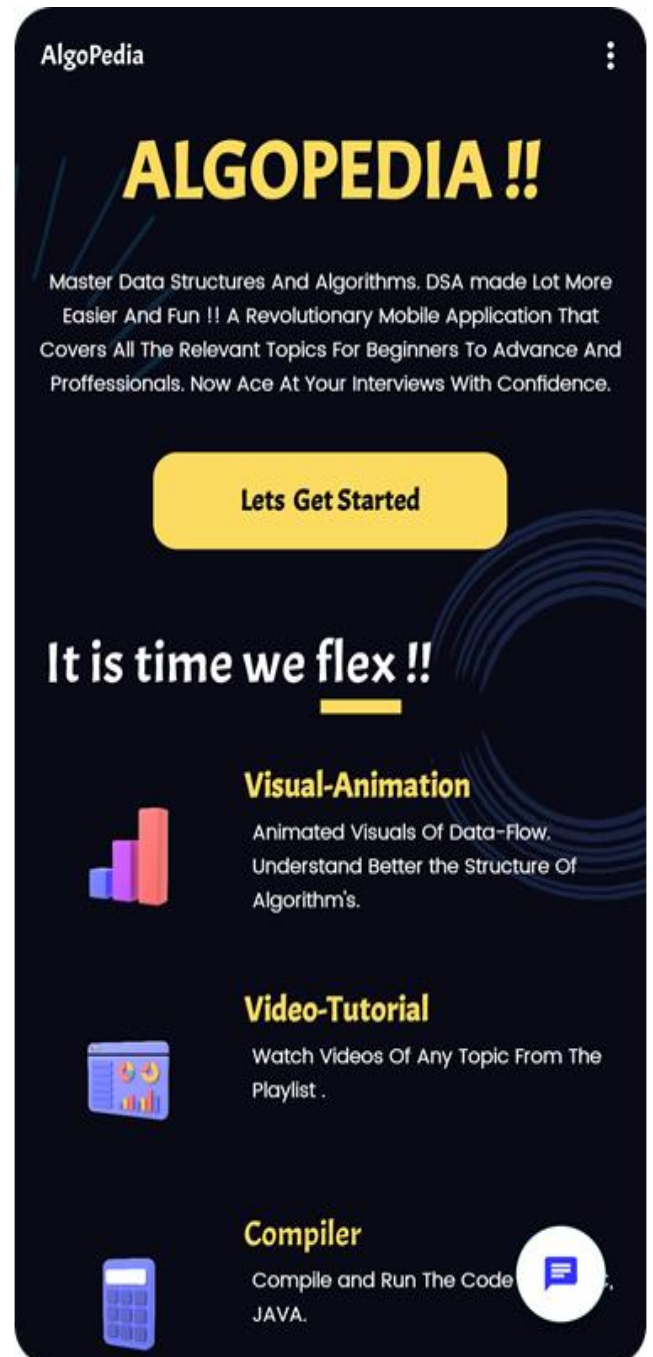 AlgoPedia
ALGOPEDIA !!
Master Data Structures And Algorithms. DSA made Lot More
Easier And Fun !! A Revolutionary Mobile Application That
Covers All The Relevant Topics For Beginners To Advance And
Proffessionals. Now Ace At Your Interviews With Confidence.
Lets Get Started
It is time we flex !!
Visual-Animation
Animated Visuals Of Data-Flow.
Understand Better the Structure Of
Algorithm's.
Video-Tutorial
Watch Videos Of Any Topic From The
Playlist .
Compiler
Compile and Run The Code
JAVA.